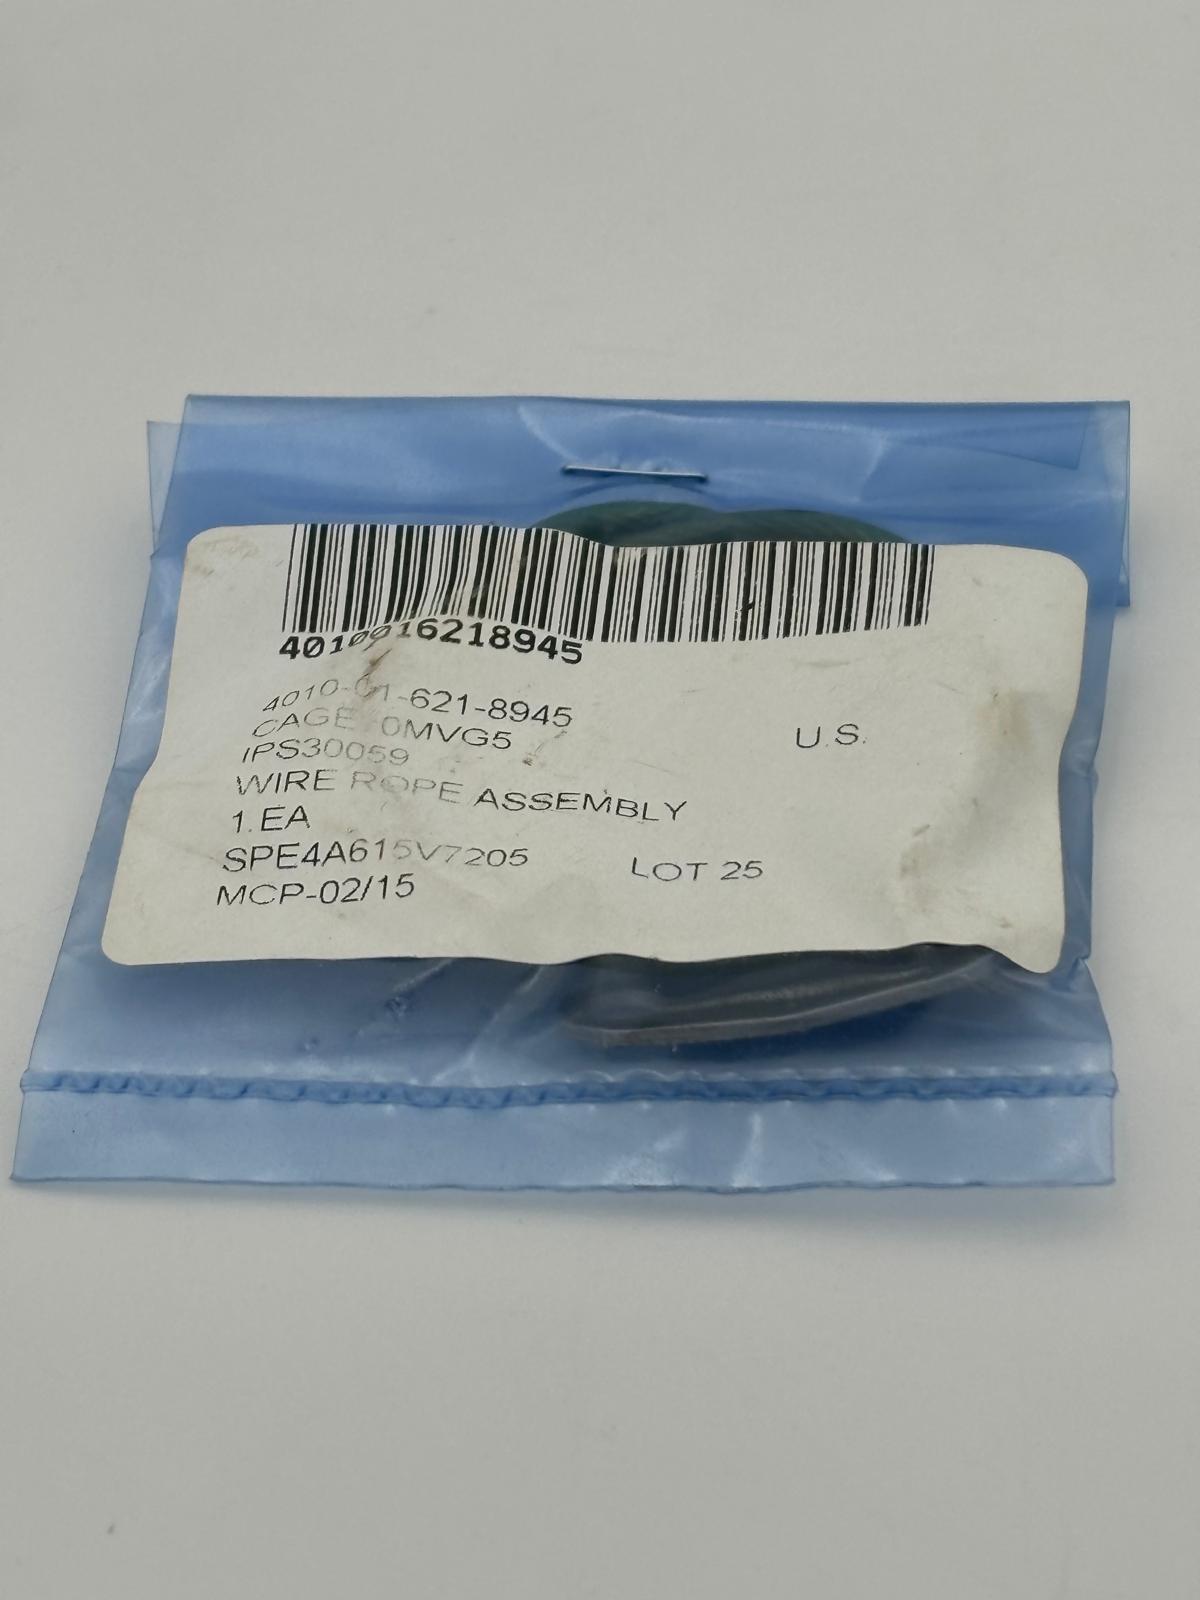 4010016218945
4010-01-621-8945
CAGE 0MVG5 U.S.
IPS30059
WIRE ROPE ASSEMBLY
1 EA
SPE4A615V7205 LOT 25
MCP-02/15